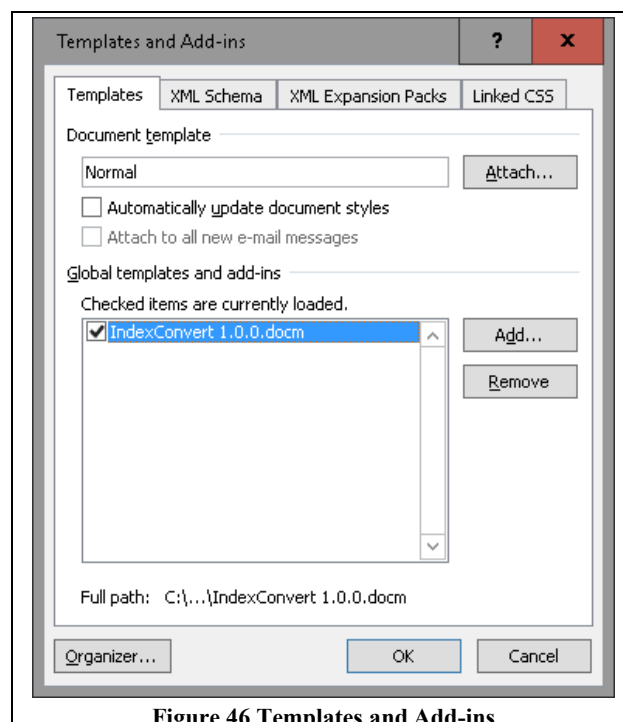 Templates and Add-ins ? x
Templates XML Schema XML Expansion Packs Linked CSS
Document template
Normal Attach...
Automatically update document styles
Attach to all new e-mail messages
Global templates and add-ins
Checked items are currently loaded.
IndexConvert 1.0.0.docm Add...
Remove
Full path: C:\...\IndexConvert 1.0.0.docm
Organizer... OK Cancel
Figure 46 Templates and Add-ins